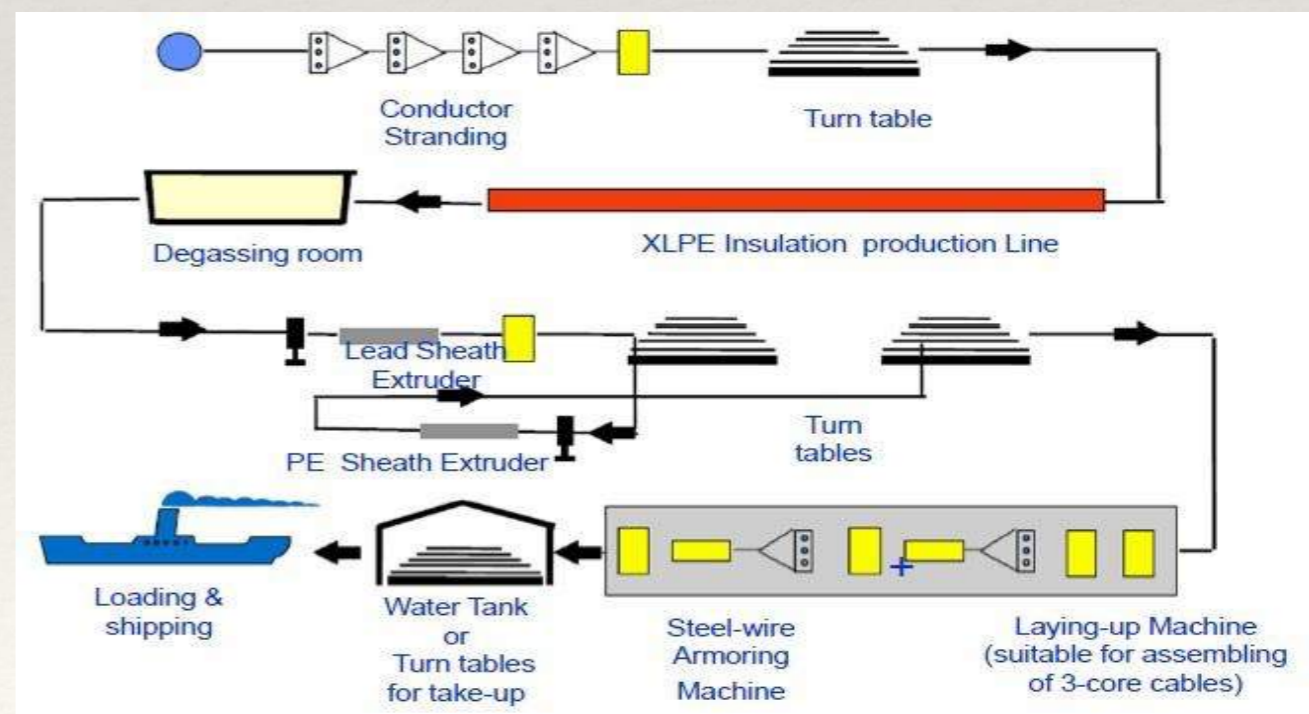 Conductor
Stranding
Turn table
Degassing room
XLPE Insulation production Line
Lead Sheath
Extruder
Turn
tables
PE Sheath Extruder
Loading &
shipping
Water Tank
or
Turn tables
for take-up
Steel-wire
Armoring
Machine
Laying-up Machine
(suitable for assembling
of 3-core cables)